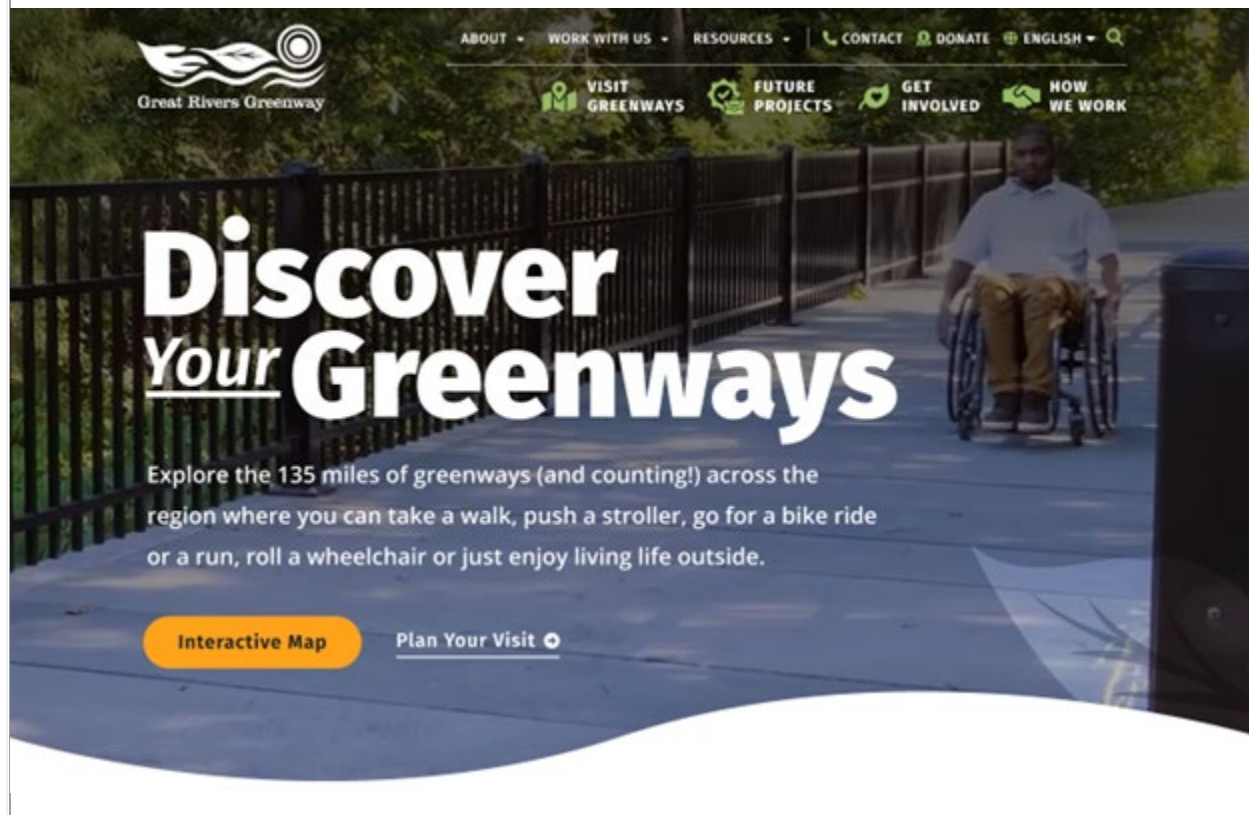 ABOUT WORK WITH US RESOURCES CONTACT DONATE ENGLISH
Great Rivers Greenway
VISIT GREENWAYS
FUTURE PROJECTS
GET INVOLVED
HOW WE WORK
Discover
Your Greenways
Explore the 135 miles of greenways (and counting!) across the
region where you can take a walk, push a stroller, go for a bike ride
or a run, roll a wheelchair or just enjoy living life outside.
Interactive Map Plan Your Visit